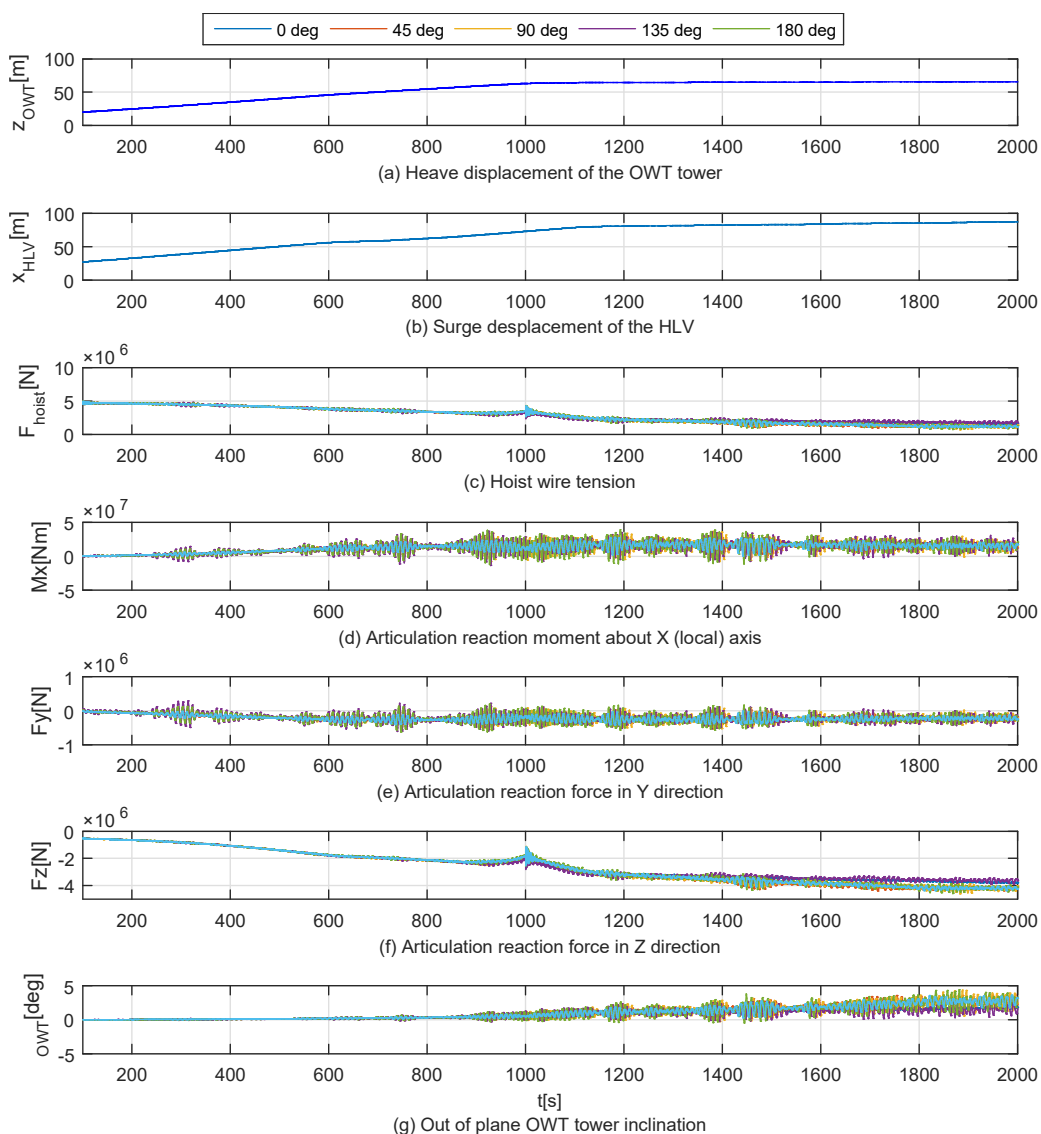 0 deg 45 deg 90 deg 135 deg 180 deg
100
50
0
z_OWT[m]
200 400 600 800 1000 1200 1400 1600 1800 2000
(a) Heave displacement of the OWT tower
100
50
0
x_HLV[m]
200 400 600 800 1000 1200 1400 1600 1800 2000
(b) Surge desplacement of the HLV
×10^6
10
5
0
F_hoist[N]
200 400 600 800 1000 1200 1400 1600 1800 2000
(c) Hoist wire tension
×10^7
5
0
-5
Mx[Nm]
200 400 600 800 1000 1200 1400 1600 1800 2000
(d) Articulation reaction moment about X (local) axis
×10^6
1
0
-1
Fy[N]
200 400 600 800 1000 1200 1400 1600 1800 2000
(e) Articulation reaction force in Y direction
×10^6
0
-2
-4
Fz[N]
200 400 600 800 1000 1200 1400 1600 1800 2000
(f) Articulation reaction force in Z direction
5
0
-5
OWT[deg]
200 400 600 800 1000 1200 1400 1600 1800 2000
t[s]
(g) Out of plane OWT tower inclination